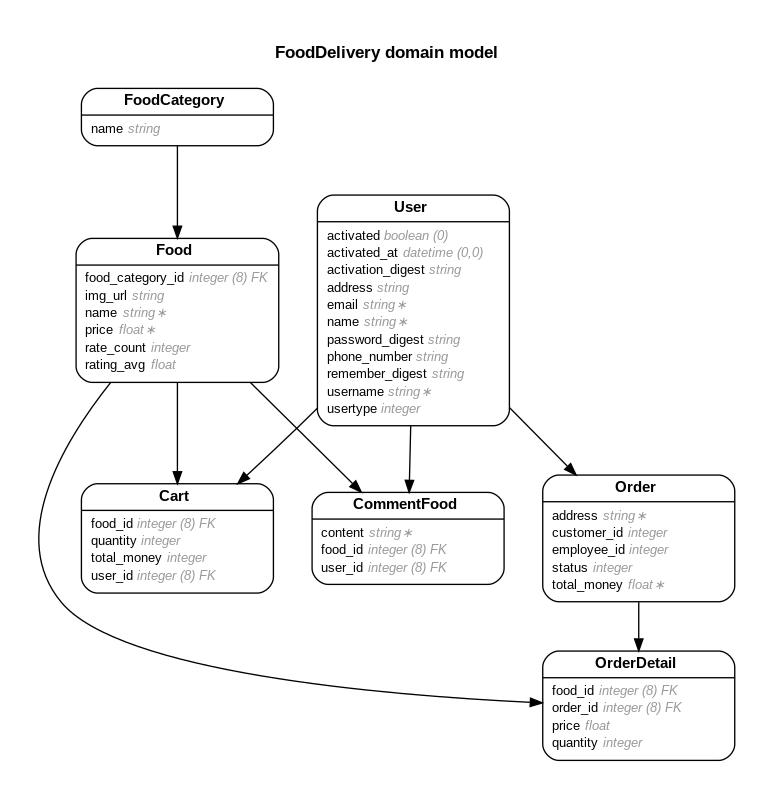 FoodDelivery domain model
FoodCategory
name string
User
activated boolean (0)
activated_at datetime (0,0)
activation_digest string
address string
email string∗
name string∗
password_digest string
phone_number string
remember_digest string
username string∗
usertype integer
Food
food_category_id integer (8) FK
img_url string
name string∗
price float∗
rate_count integer
rating_avg float
Cart
food_id integer (8) FK
quantity integer
total_money integer
user_id integer (8) FK
CommentFood
content string∗
food_id integer (8) FK
user_id integer (8) FK
Order
address string∗
customer_id integer
employee_id integer
status integer
total_money float∗
OrderDetail
food_id integer (8) FK
order_id integer (8) FK
price float
quantity integer